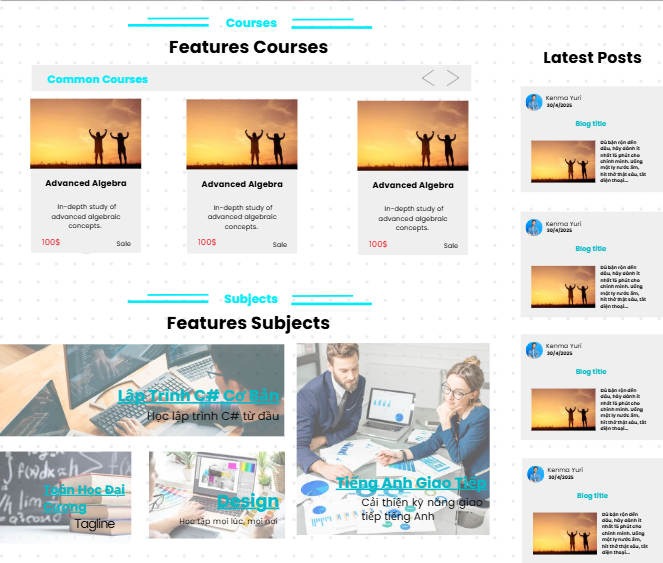 Courses
Features Courses
Common Courses
Advanced Algebra
In-depth study of
advanced algebraic
concepts.
100$ Sale
Advanced Algebra
In-depth study of
advanced algebraic
concepts.
100$ Sale
Advanced Algebra
In-depth study of
advanced algebraic
concepts.
100$ Sale
Subjects
Features Subjects
Lập Trình C# Cơ Bản
Học lập trình C# từ đầu
Toán Học Đại
Cương
Tagline
Design
Học tập mọi lúc, mọi nơi
Tiếng Anh Giao Tiếp
Cải thiện kỹ năng giao
tiếp tiếng Anh
Latest Posts
Kenma Yuri
30/4/2025
Blog title
Dù bận rộn đến
đâu, hãy dành ít
nhất 15 phút cho
chính mình. Uống
một ly nước ấm,
hít thở thật sâu, tắt
điện thoại...
Kenma Yuri
30/4/2025
Blog title
Dù bận rộn đến
đâu, hãy dành ít
nhất 15 phút cho
chính mình. Uống
một ly nước ấm,
hít thở thật sâu, tắt
điện thoại...
Kenma Yuri
30/4/2025
Blog title
Dù bận rộn đến
đâu, hãy dành ít
nhất 15 phút cho
chính mình. Uống
một ly nước ấm,
hít thở thật sâu, tắt
điện thoại...
Kenma Yuri
30/4/2025
Blog title
Dù bận rộn đến
đâu, hãy dành ít
nhất 15 phút cho
chính mình. Uống
một ly nước ấm,
hít thở thật sâu, tắt
điện thoại...